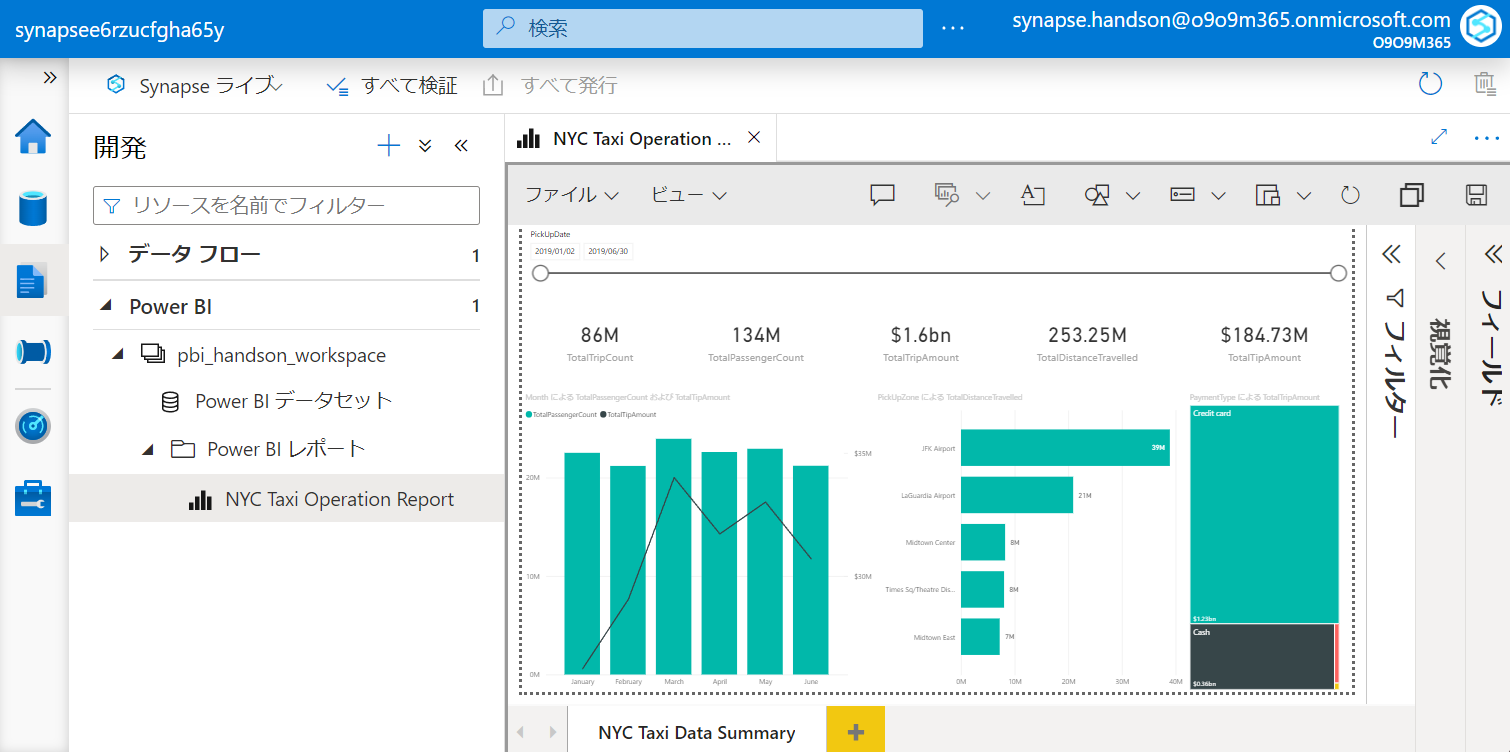 synapsee6rzucfgha65y
検索
synapse.handson@o9o9m365.onmicrosoft.com
O9O9M365
Synapse ライブ
すべて検証
すべて発行
開発
リソースを名前でフィルター
データ フロー 1
Power BI 1
pbi_handson_workspace
Power BI データセット
Power BI レポート
NYC Taxi Operation Report
NYC Taxi Operation ...
ファイル
ビュー
PickUpDate
2019/01/02 2019/06/30
86M
TotalTripCount
134M
TotalPassengerCount
$1.6bn
TotalTripAmount
253.25M
TotalDistanceTravelled
$184.73M
TotalTipAmount
Month による TotalPassengerCount および TotalTipAmount
TotalPassengerCount TotalTipAmount
20M
10M
0M
$35M
$30M
January February March April May June
PickUpZone による TotalDistanceTravelled
JFK Airport 39M
LaGuardia Airport 21M
Midtown Center 8M
Times Sq/Theatre Dis... 8M
Midtown East 7M
0M 10M 20M 30M 40M
PaymentType による TotalTripAmount
Credit card
$1.23bn
Cash
$0.36bn
フィルター
視覚化
フィールド
NYC Taxi Data Summary